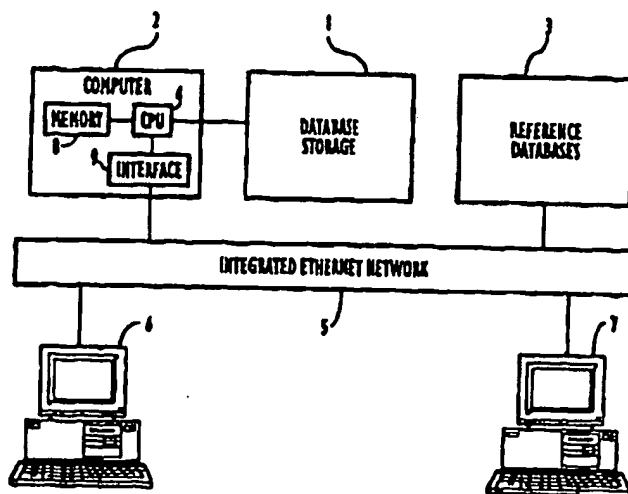 2
1
3
COMPUTER
4
MEMORY
CPU
8
9
INTERFACE
DATABASE
STORAGE
REFERENCE
DATABASES
INTEGRATED ETHERNET NETWORK
5
6
7